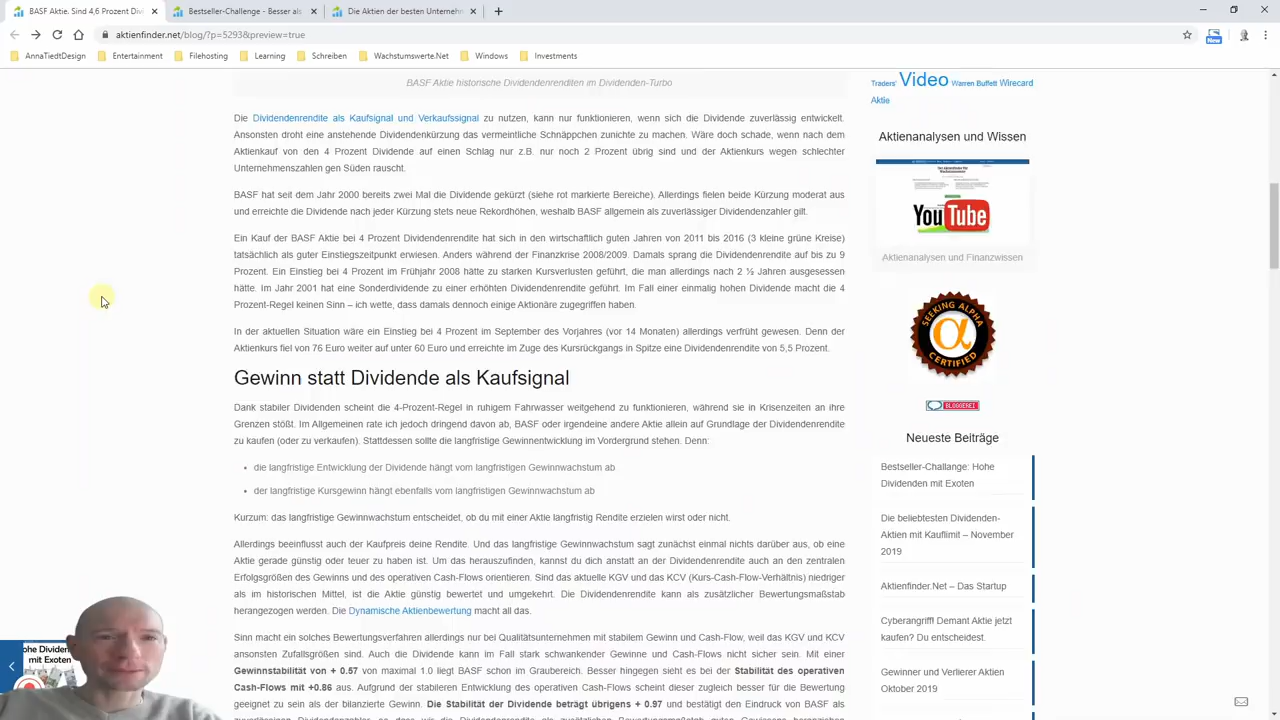 BASF Aktie. Sind 4,6 Prozent Di
Bestseller-Challenge - Besser als
Die Aktien der besten Unternehm
aktienfinder.net/blog/?p=5293&preview=true
New
AnnaTiedtDesign
Entertainment
Filehosting
Learning
Schreiben
Wachstumswerte.Net
Windows
Investments
BASF Aktie historische Dividendenrenditen im Dividenden-Turbo
Die Dividendenrendite als Kaufsignal und Verkaufssignal zu nutzen, kann nur funktionieren, wenn sich die Dividende zuverlässig entwickelt.
Ansonsten droht eine anstehende Dividendenkürzung das vermeintliche Schnäppchen zunichte zu machen. Wäre doch schade, wenn nach dem
Aktienkauf von den 4 Prozent Dividende auf einen Schlag nur z.B. nur noch 2 Prozent übrig sind und der Aktienkurs wegen schlechter
Unternehmenszahlen gen Süden rauscht.
BASF hat seit dem Jahr 2000 bereits zwei Mal die Dividende gekürzt (siehe rot markierte Bereiche). Allerdings fielen beide Kürzung moderat aus
und erreichte die Dividende nach jeder Kürzung stets neue Rekordhöhen, weshalb BASF allgemein als zuverlässiger Dividendenzahler gilt.
Ein Kauf der BASF Aktie bei 4 Prozent Dividendenrendite hat sich in den wirtschaftlich guten Jahren von 2011 bis 2016 (3 kleine grüne Kreise)
tatsächlich als guter Einstiegszeitpunkt erwiesen. Anders während der Finanzkrise 2008/2009. Damals sprang die Dividendenrendite auf bis zu 9
Prozent. Ein Einstieg bei 4 Prozent im Frühjahr 2008 hätte zu starken Kursverlusten geführt, die man allerdings nach 2 ½ Jahren ausgesessen
hätte. Im Jahr 2001 hat eine Sonderdividende zu einer erhöhten Dividendenrendite geführt. Im Fall einer einmalig hohen Dividende macht die 4
Prozent-Regel keinen Sinn – ich wette, dass damals dennoch einige Aktionäre zugegriffen haben.
In der aktuellen Situation wäre ein Einstieg bei 4 Prozent im September des Vorjahres (vor 14 Monaten) allerdings verfrüht gewesen. Denn der
Aktienkurs fiel von 76 Euro weiter auf unter 60 Euro und erreichte im Zuge des Kursrückgangs in Spitze eine Dividendenrendite von 5,5 Prozent.
Gewinn statt Dividende als Kaufsignal
Dank stabiler Dividenden scheint die 4-Prozent-Regel in ruhigem Fahrwasser weitgehend zu funktionieren, während sie in Krisenzeiten an ihre
Grenzen stößt. Im Allgemeinen rate ich jedoch dringend davon ab, BASF oder irgendeine andere Aktie allein auf Grundlage der Dividendenrendite
zu kaufen (oder zu verkaufen). Stattdessen sollte die langfristige Gewinnentwicklung im Vordergrund stehen. Denn:
• die langfristige Entwicklung der Dividende hängt vom langfristigen Gewinnwachstum ab
• der langfristige Kursgewinn hängt ebenfalls vom langfristigen Gewinnwachstum ab
Kurzum: das langfristige Gewinnwachstum entscheidet, ob du mit einer Aktie langfristig Rendite erzielen wirst oder nicht.
Allerdings beeinflusst auch der Kaufpreis deine Rendite. Und das langfristige Gewinnwachstum sagt zunächst einmal nichts darüber aus, ob eine
Aktie gerade günstig oder teuer zu haben ist. Um das herauszufinden, kannst du dich anstatt an der Dividendenrendite auch an den zentralen
Erfolgsgrößen des Gewinns und des operativen Cash-Flows orientieren. Sind das aktuelle KGV und das KCV (Kurs-Cash-Flow-Verhältnis) niedriger
als im historischen Mittel, ist die Aktie günstig bewertet und umgekehrt. Die Dividendenrendite kann als zusätzlicher Bewertungsmaßstab
herangezogen werden. Die Dynamische Aktienbewertung macht all das.
Sinn macht ein solches Bewertungsverfahren allerdings nur bei Qualitätsunternehmen mit stabilem Gewinn und Cash-Flow, weil das KGV und KCV
ansonsten Zufallsgrößen sind. Auch die Dividende kann im Fall stark schwankender Gewinne und Cash-Flows nicht sicher sein. Mit einer
Gewinnstabilität von + 0.57 von maximal 1.0 liegt BASF schon im Graubereich. Besser hingegen sieht es bei der Stabilität des operativen
Cash-Flows mit +0.86 aus. Aufgrund der stabileren Entwicklung des operativen Cash-Flows scheint dieser zugleich besser für die Bewertung
geeignet zu sein als der bilanzierte Gewinn. Die Stabilität der Dividende beträgt übrigens + 0.97 und bestätigt den Eindruck von BASF als
Traders' Video Warren Buffett Wirecard
Aktie
Aktienanalysen und Wissen
YouTube
Aktienanalysen und Finanzwissen
SEEKING ALPHA
α
CERTIFIED
BLOGGEREI
Neueste Beiträge
Bestseller-Challange: Hohe
Dividenden mit Exoten
Die beliebtesten Dividenden-
Aktien mit Kauflimit – November
2019
Aktienfinder.Net – Das Startup
Cyberangriff! Demant Aktie jetzt
kaufen? Du entscheidest.
Gewinner und Verlierer Aktien
Oktober 2019
ohe Dividen
mit Exoten